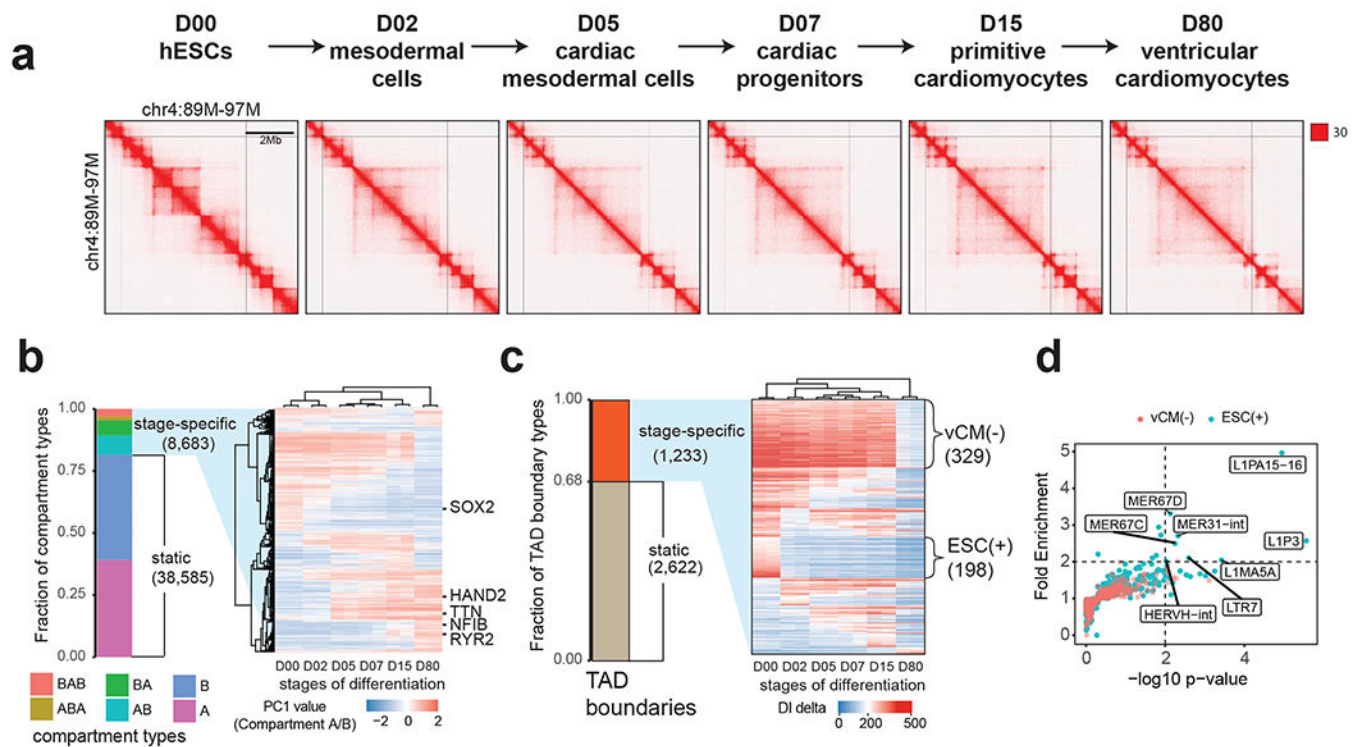 a
D00
hESCs
D02
mesodermal
cells
D05
cardiac
mesodermal cells
D07
cardiac
progenitors
D15
primitive
cardiomyocytes
D80
ventricular
cardiomyocytes
chr4:89M-97M
chr4:89M-97M
2Mb
30
b
Fraction of compartment types
1.00
0.75
0.50
0.25
0.00
stage-specific
(8,683)
static
(38,585)
SOX2
HAND2
TTN
NFIB
RYR2
D00 D02 D05 D07 D15 D80
stages of differentiation
PC1 value
(Compartment A/B)
−2 0 2
BAB BA B
ABA AB A
compartment types
c
Fraction of TAD boundary types
1.00
0.68
0.00
stage-specific
(1,233)
static
(2,622)
TAD
boundaries
vCM(-)
(329)
ESC(+)
(198)
D00 D02 D05 D07 D15 D80
stages of differentiation
DI delta
0 200 500
d
vCM(-) ESC(+)
Fold Enrichment
5
4
3
2
1
0
L1PA15−16
MER67D
MER67C
MER31−int
L1P3
L1MA5A
LTR7
HERVH−int
0 2 4
−log10 p−value